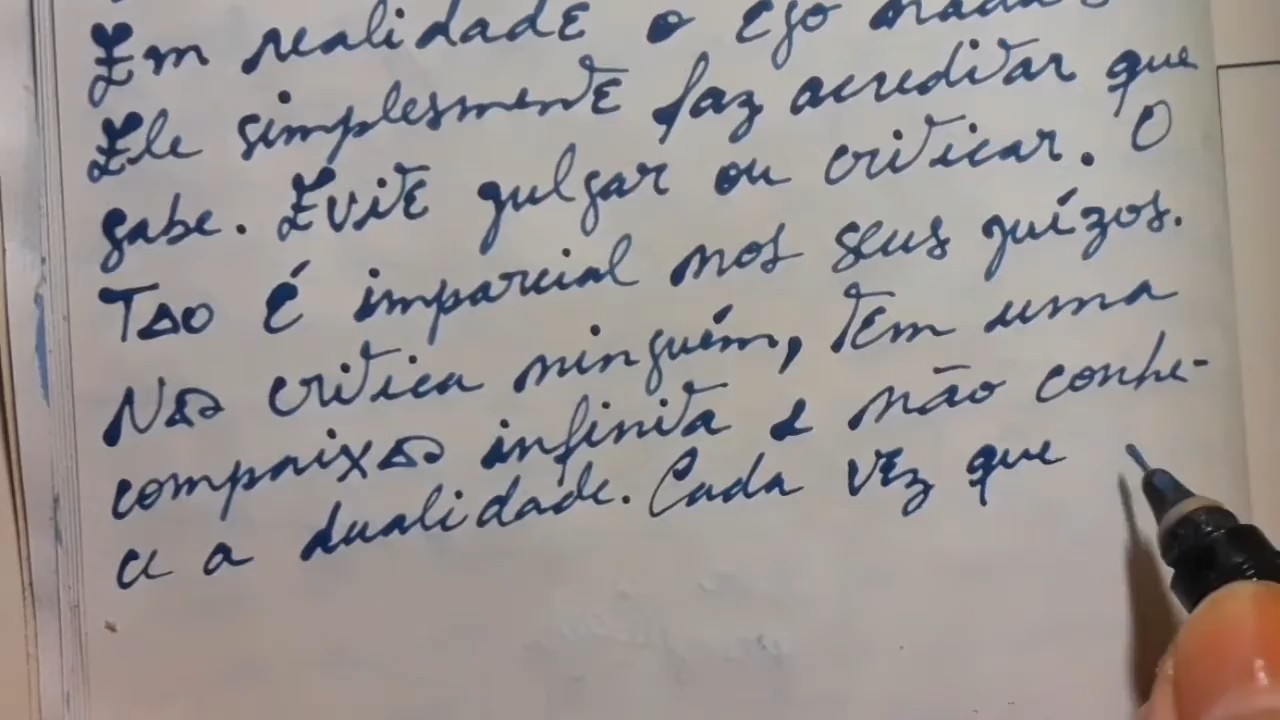 Em realidade o Ego nada
Ele simplesmente faz acreditar que
sabe. Evite julgar ou criticar. O
Tao é imparcial nos seus juízos.
Não critica ninguém, tem uma
compaixão infinita e não conhe-
ce a dualidade. Cada vez que